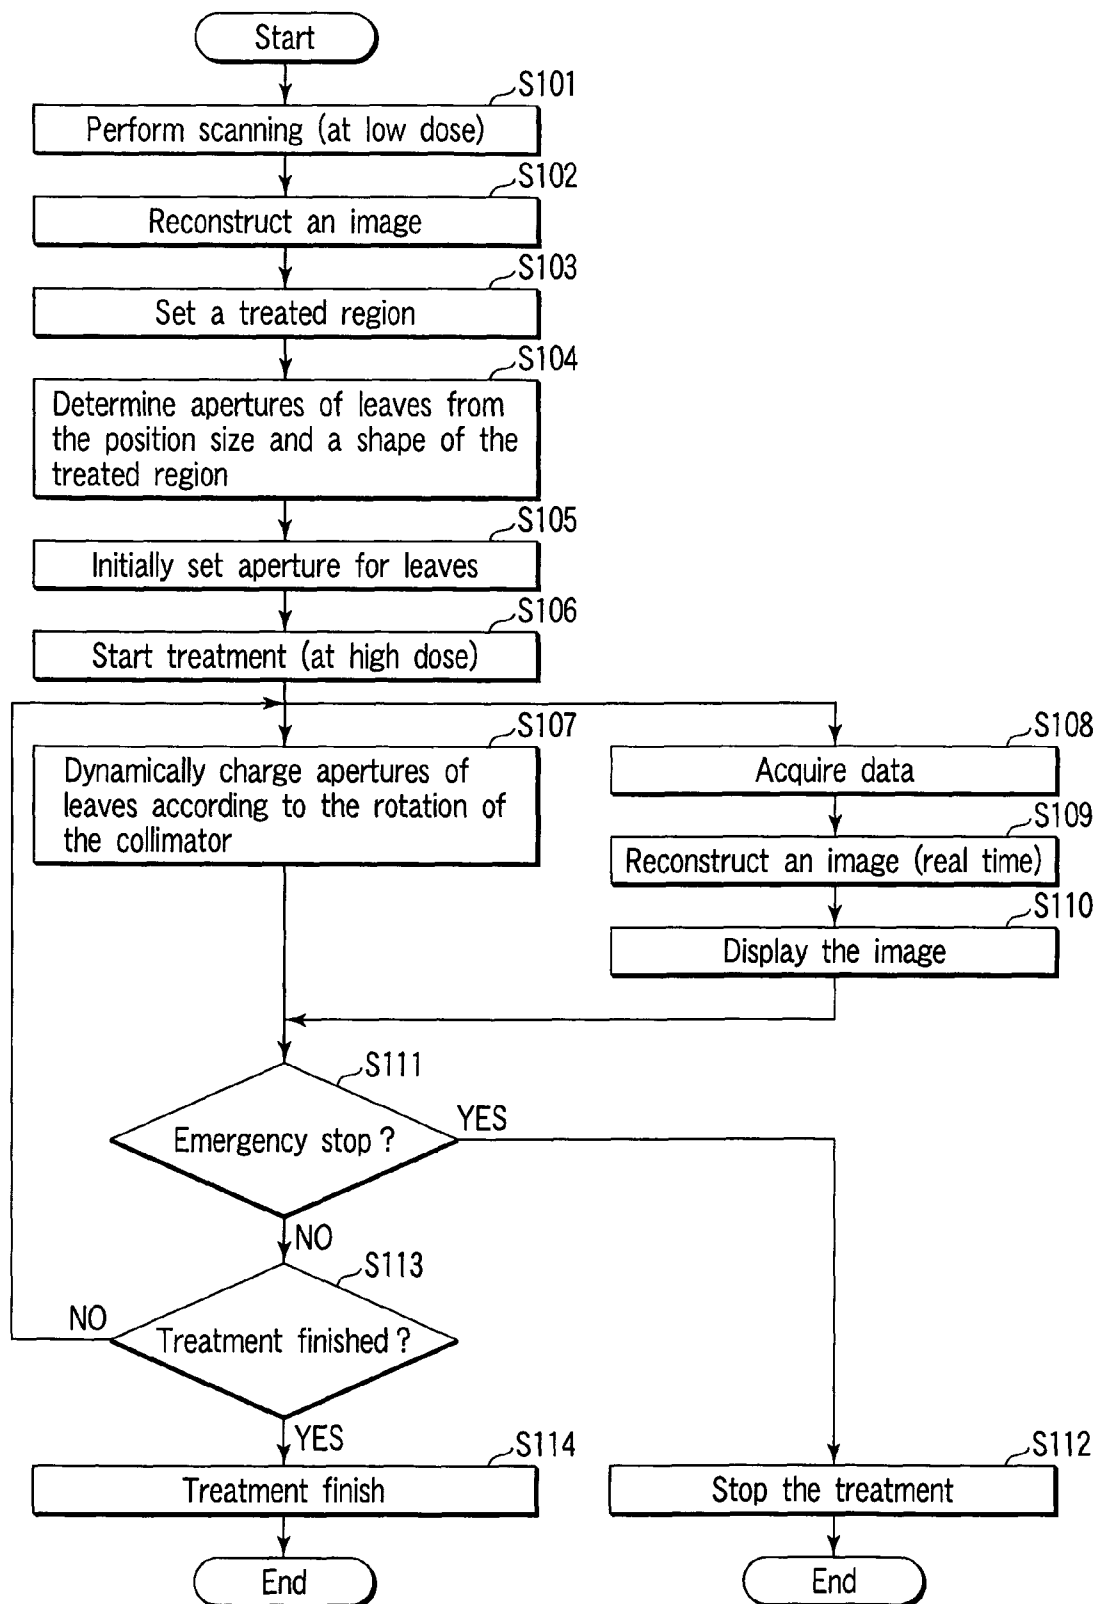 Start
S101
Perform scanning (at low dose)
S102
Reconstruct an image
S103
Set a treated region
S104
Determine apertures of leaves from
the position size and a shape of the
treated region
S105
Initially set aperture for leaves
S106
Start treatment (at high dose)
S107
Dynamically charge apertures of
leaves according to the rotation of
the collimator
S108
Acquire data
S109
Reconstruct an image (real time)
S110
Display the image
S111
Emergency stop ?
YES
NO
S113
Treatment finished ?
NO
YES
S114
Treatment finish
End
S112
Stop the treatment
End